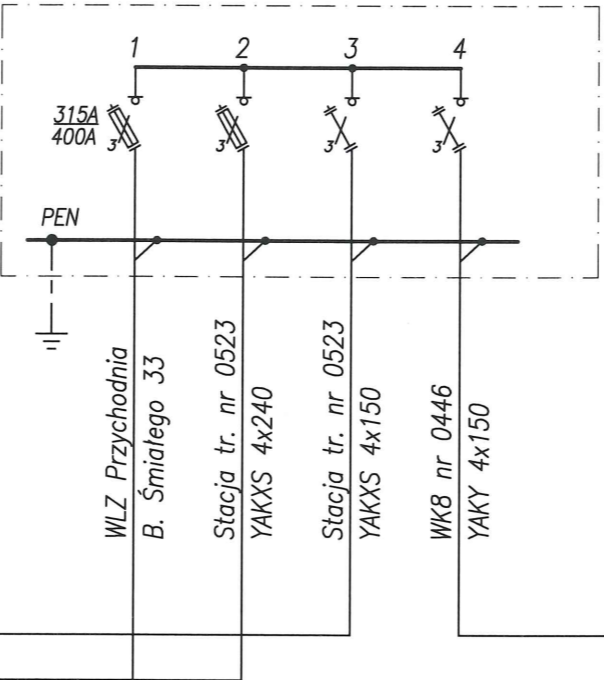 1 2 3 4
315A
400A
3 3 3 3
PEN
WLZ Przychodnia
B. Śmiałego 33
Stacja tr. nr 0523
YAKXS 4x240
Stacja tr. nr 0523
YAKXS 4x150
WK8 nr 0446
YAKY 4x150